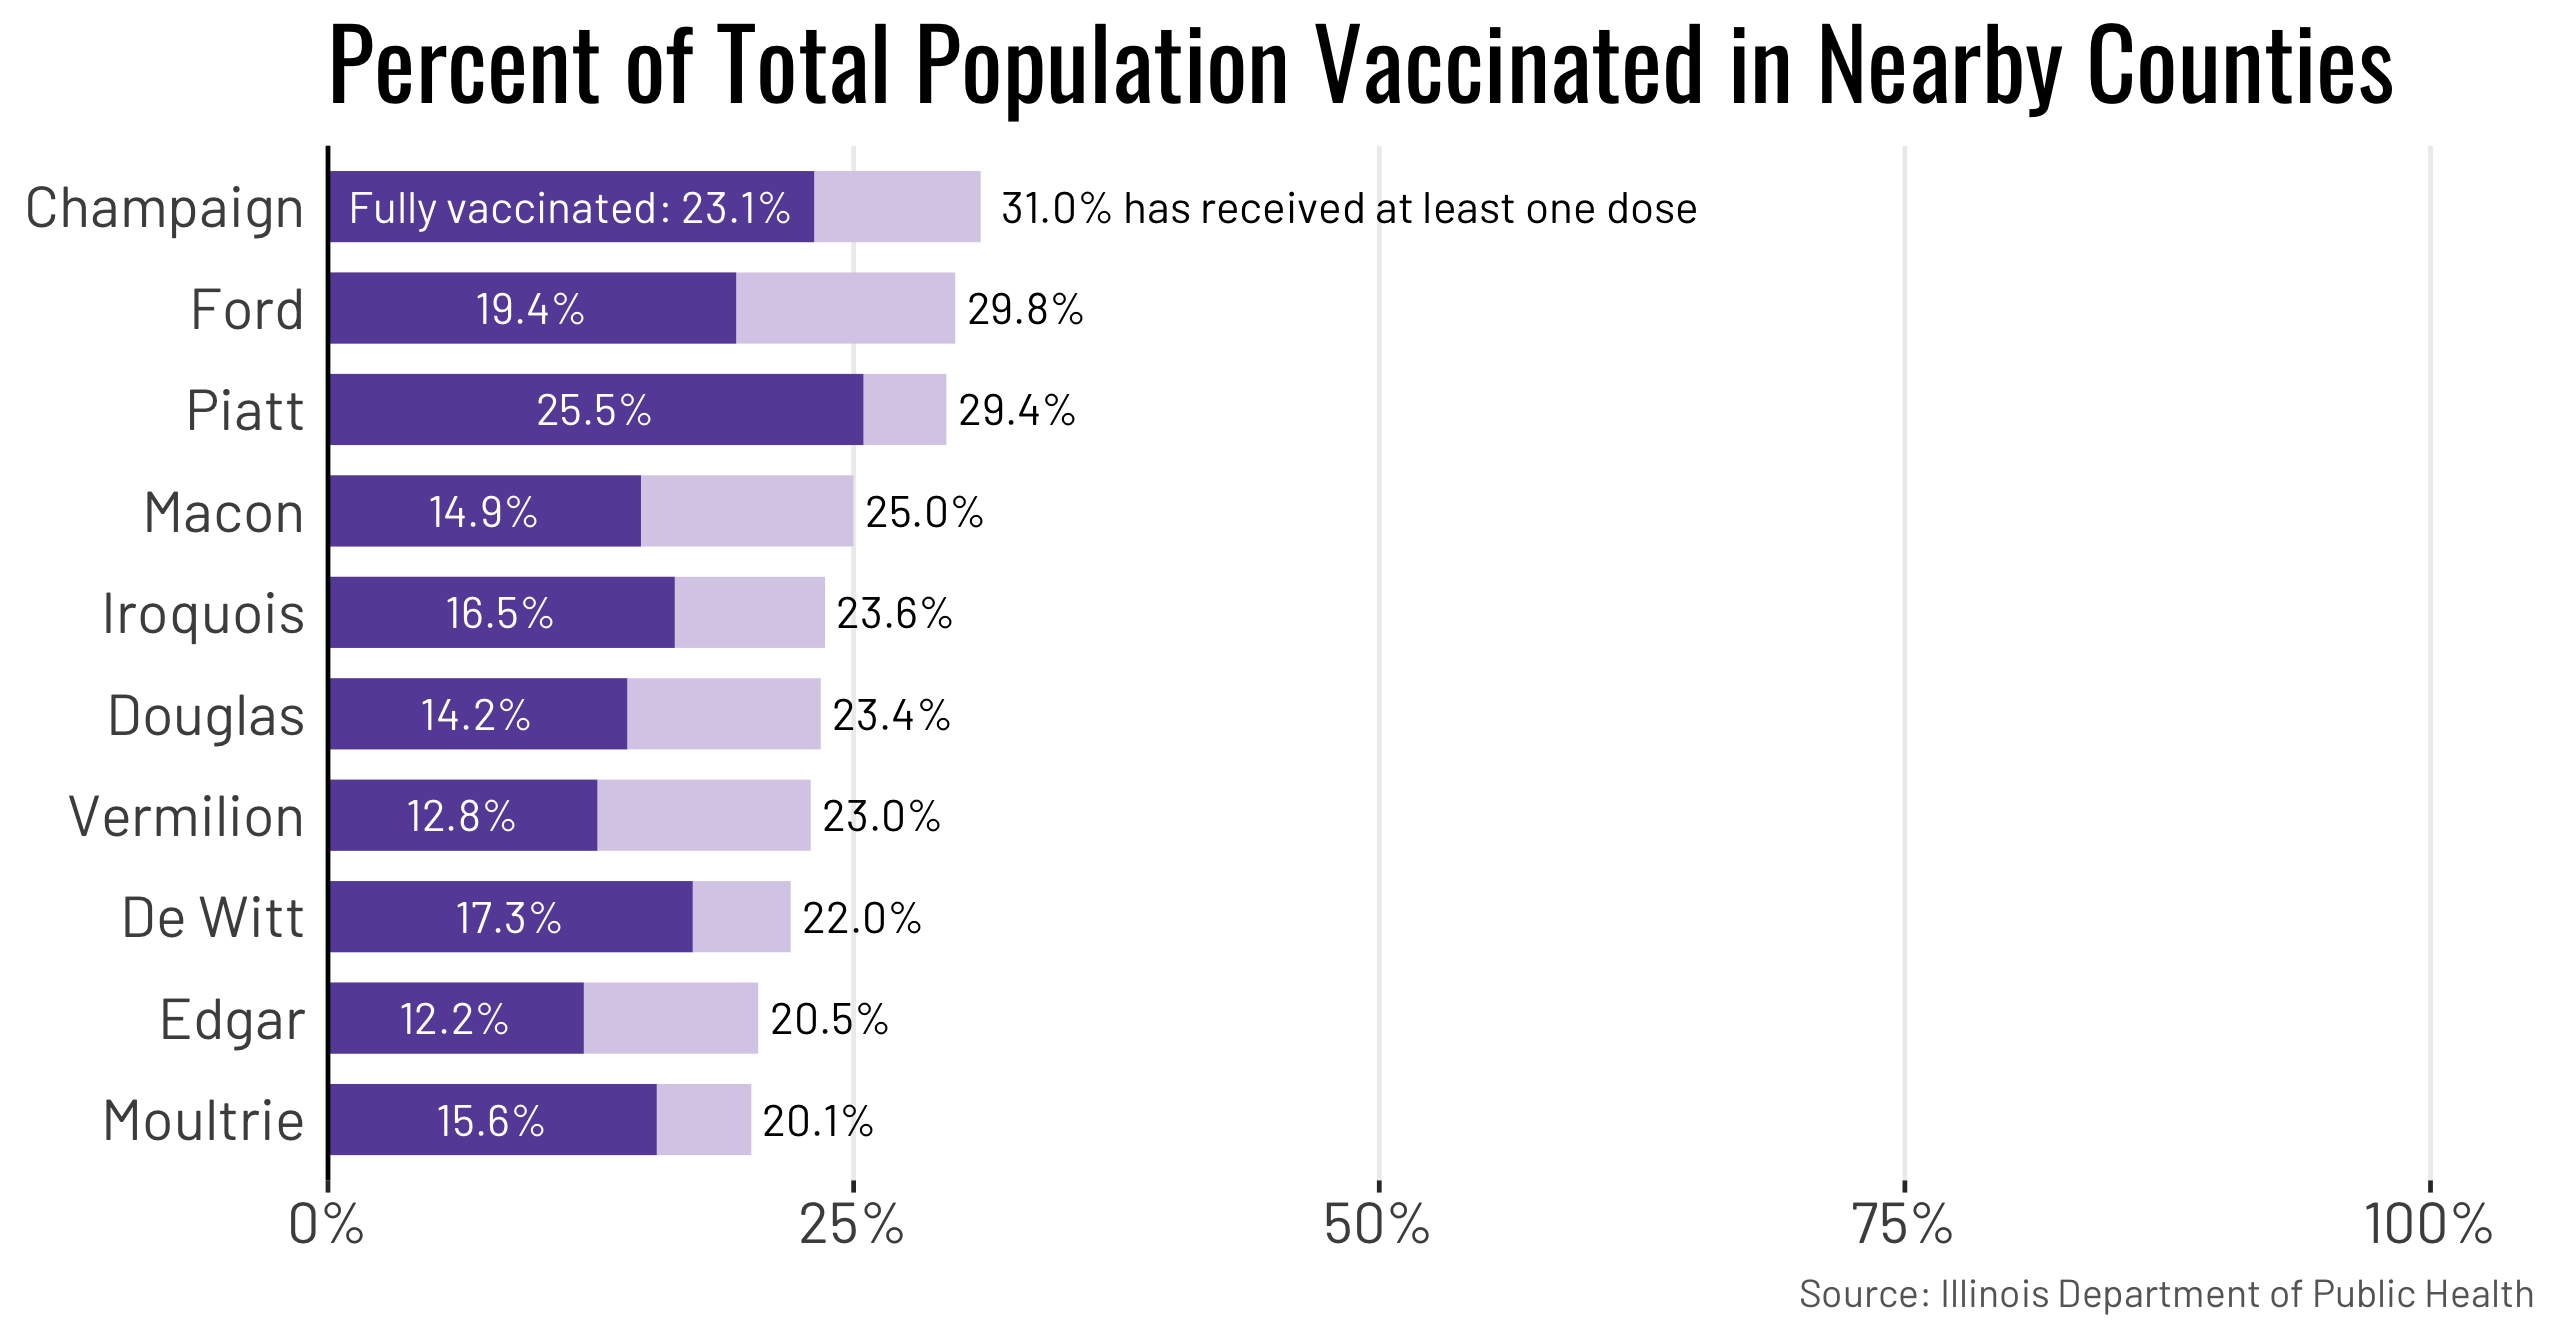 Percent of Total Population Vaccinated in Nearby Counties
Champaign Fully vaccinated: 23.1% 31.0% has received at least one dose
Ford 19.4% 29.8%
Piatt 25.5% 29.4%
Macon 14.9% 25.0%
Iroquois 16.5% 23.6%
Douglas 14.2% 23.4%
Vermilion 12.8% 23.0%
De Witt 17.3% 22.0%
Edgar 12.2% 20.5%
Moultrie 15.6% 20.1%
0% 25% 50% 75% 100%
Source: Illinois Department of Public Health